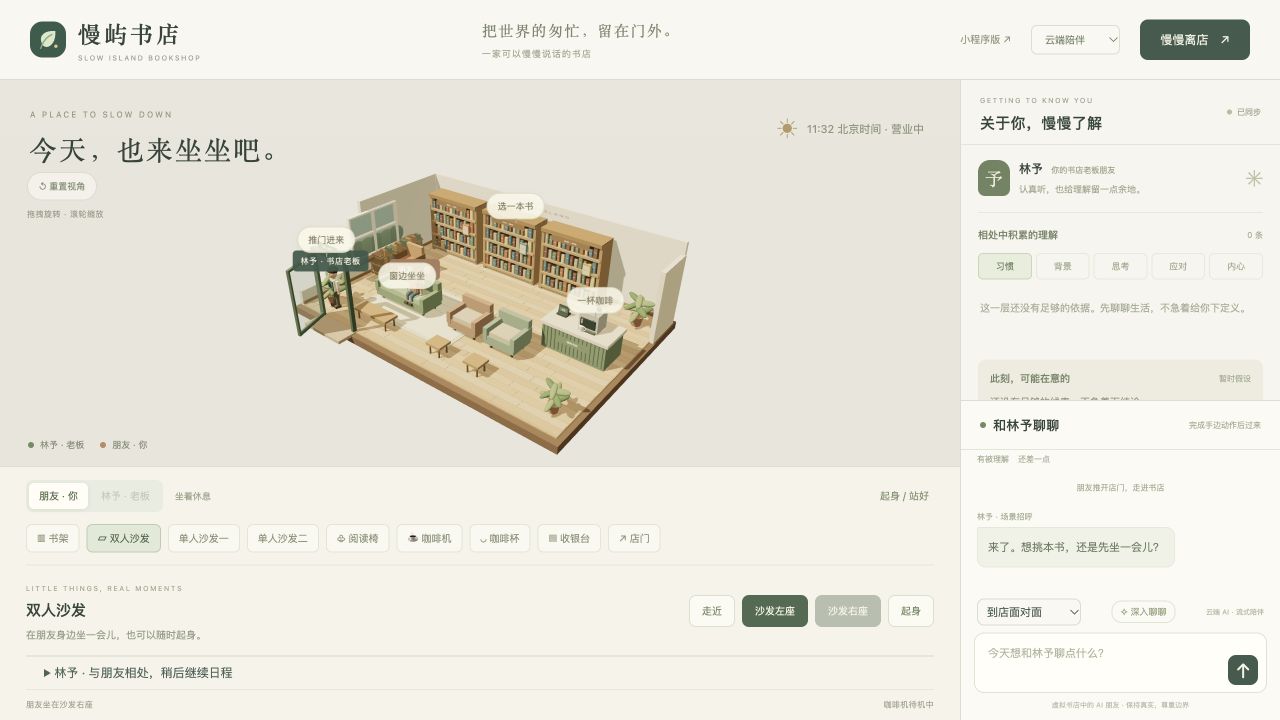 慢屿书店
SLOW ISLAND BOOKSHOP
把世界的匆忙，留在门外。
一家可以慢慢说话的书店
小程序版 ↗
云端陪伴
慢慢离店 ↗
A PLACE TO SLOW DOWN
今天，也来坐坐吧。
重置视角
拖拽旋转 · 滚轮缩放
11:32 北京时间 · 营业中
选一本书
推门进来
林予 · 书店老板
窗边坐坐
一杯咖啡
林予 · 老板
朋友 · 你
朋友 · 你
林予 · 老板
坐着休息
起身 / 站好
书架
双人沙发
单人沙发一
单人沙发二
阅读椅
咖啡机
咖啡杯
收银台
店门
LITTLE THINGS, REAL MOMENTS
双人沙发
在朋友身边坐一会儿，也可以随时起身。
走近
沙发左座
沙发右座
起身
▶ 林予 · 与朋友相处，稍后继续日程
朋友坐在沙发右座
咖啡机待机中
GETTING TO KNOW YOU
关于你，慢慢了解
已同步
予
林予 你的书店老板朋友
认真听，也给理解留一点余地。
相处中积累的理解
0 条
习惯
背景
思考
应对
内心
这一层还没有足够的依据。先聊聊生活，不急着给你下定义。
此刻，可能在意的
暂时假设
和林予聊聊
完成手边动作后过来
有被理解 还差一点
朋友推开店门，走进书店
林予 · 场景招呼
来了。想挑本书，还是先坐一会儿？
到店面对面
深入聊聊
云端 AI · 流式陪伴
今天想和林予聊点什么？
虚拟书店中的 AI 朋友 · 保持真实，尊重边界